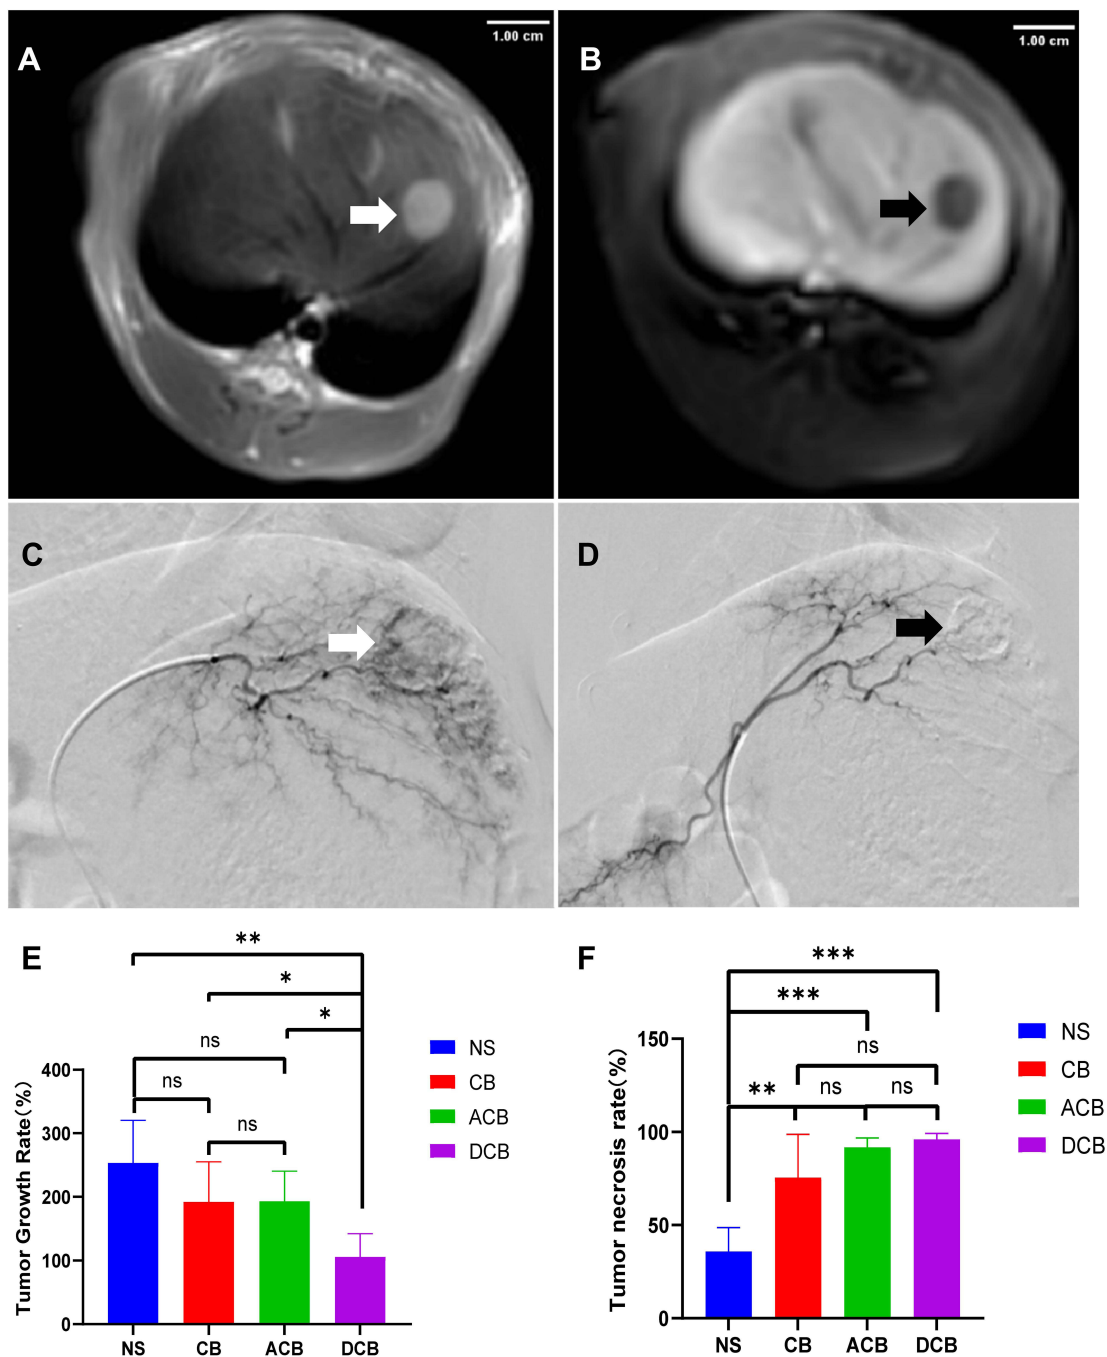 A
1.00 cm
B
1.00 cm
C
D
E
**
*
*
ns
ns
ns
Tumor Growth Rate(%)
400
300
200
100
0
NS
CB
ACB
DCB
NS
CB
ACB
DCB
F
***
***
ns
**
ns
ns
Tumor necrosis rate(%)
150
100
50
0
NS
CB
ACB
DCB
NS
CB
ACB
DCB